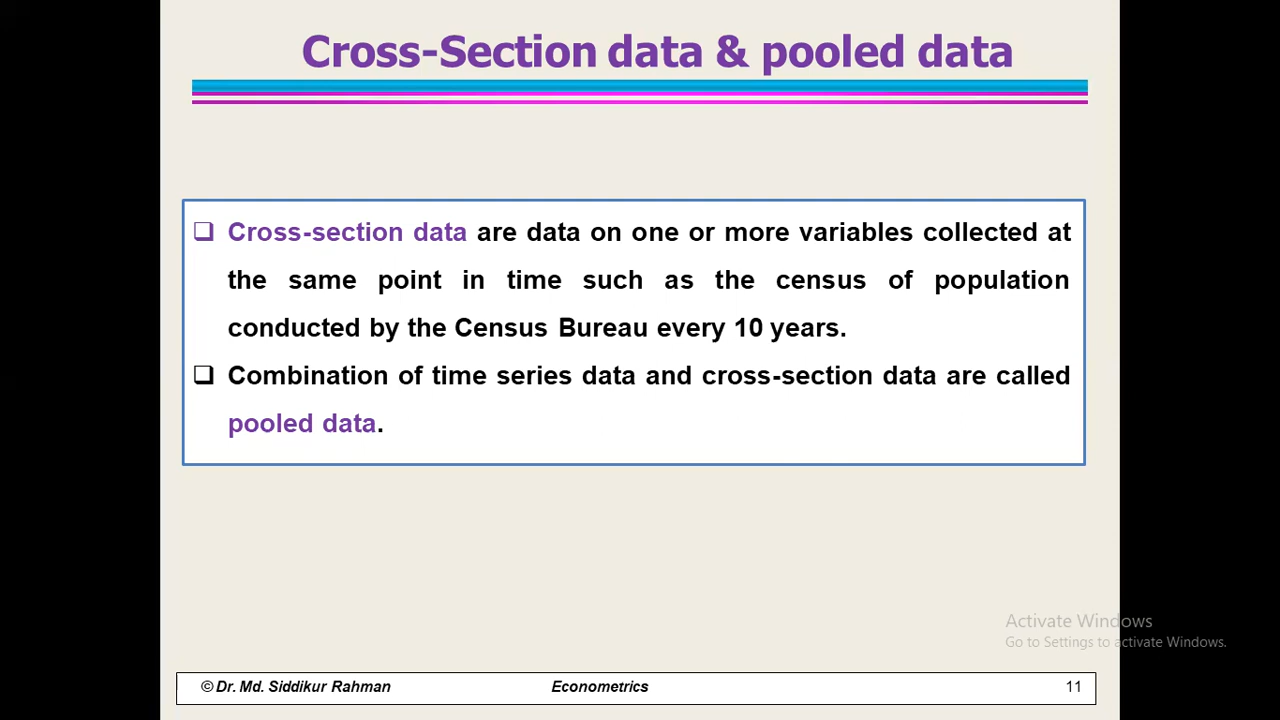 Cross-Section data & pooled data
❑ Cross-section data are data on one or more variables collected at
the same point in time such as the census of population
conducted by the Census Bureau every 10 years.
❑ Combination of time series data and cross-section data are called
pooled data.
Activate Windows
Go to Settings to activate Windows.
© Dr. Md. Siddikur Rahman Econometrics 11